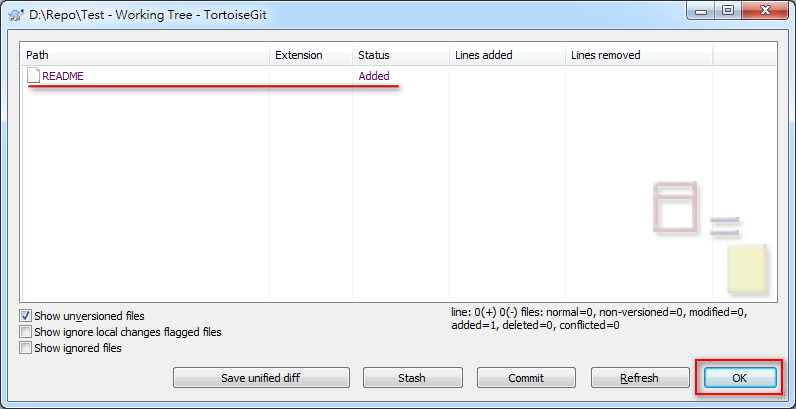 D:\Repo\Test - Working Tree - TortoiseGit
Path Extension Status Lines added Lines removed
README Added
Show unversioned files
Show ignore local changes flagged files
Show ignored files
line: 0(+) 0(-) files: normal=0, non-versioned=0, modified=0,
added=1, deleted=0, conflicted=0
Save unified diff Stash Commit Refresh OK